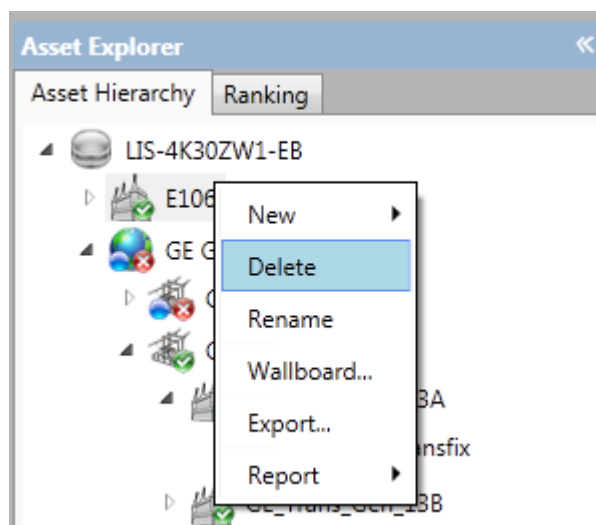 Asset Explorer
Asset Hierarchy
Ranking
LIS-4K30ZW1-EB
E106
GE G
New
Delete
Rename
Wallboard...
Export...
Report
3A
ansfix
GE_Trans_Gen_13B